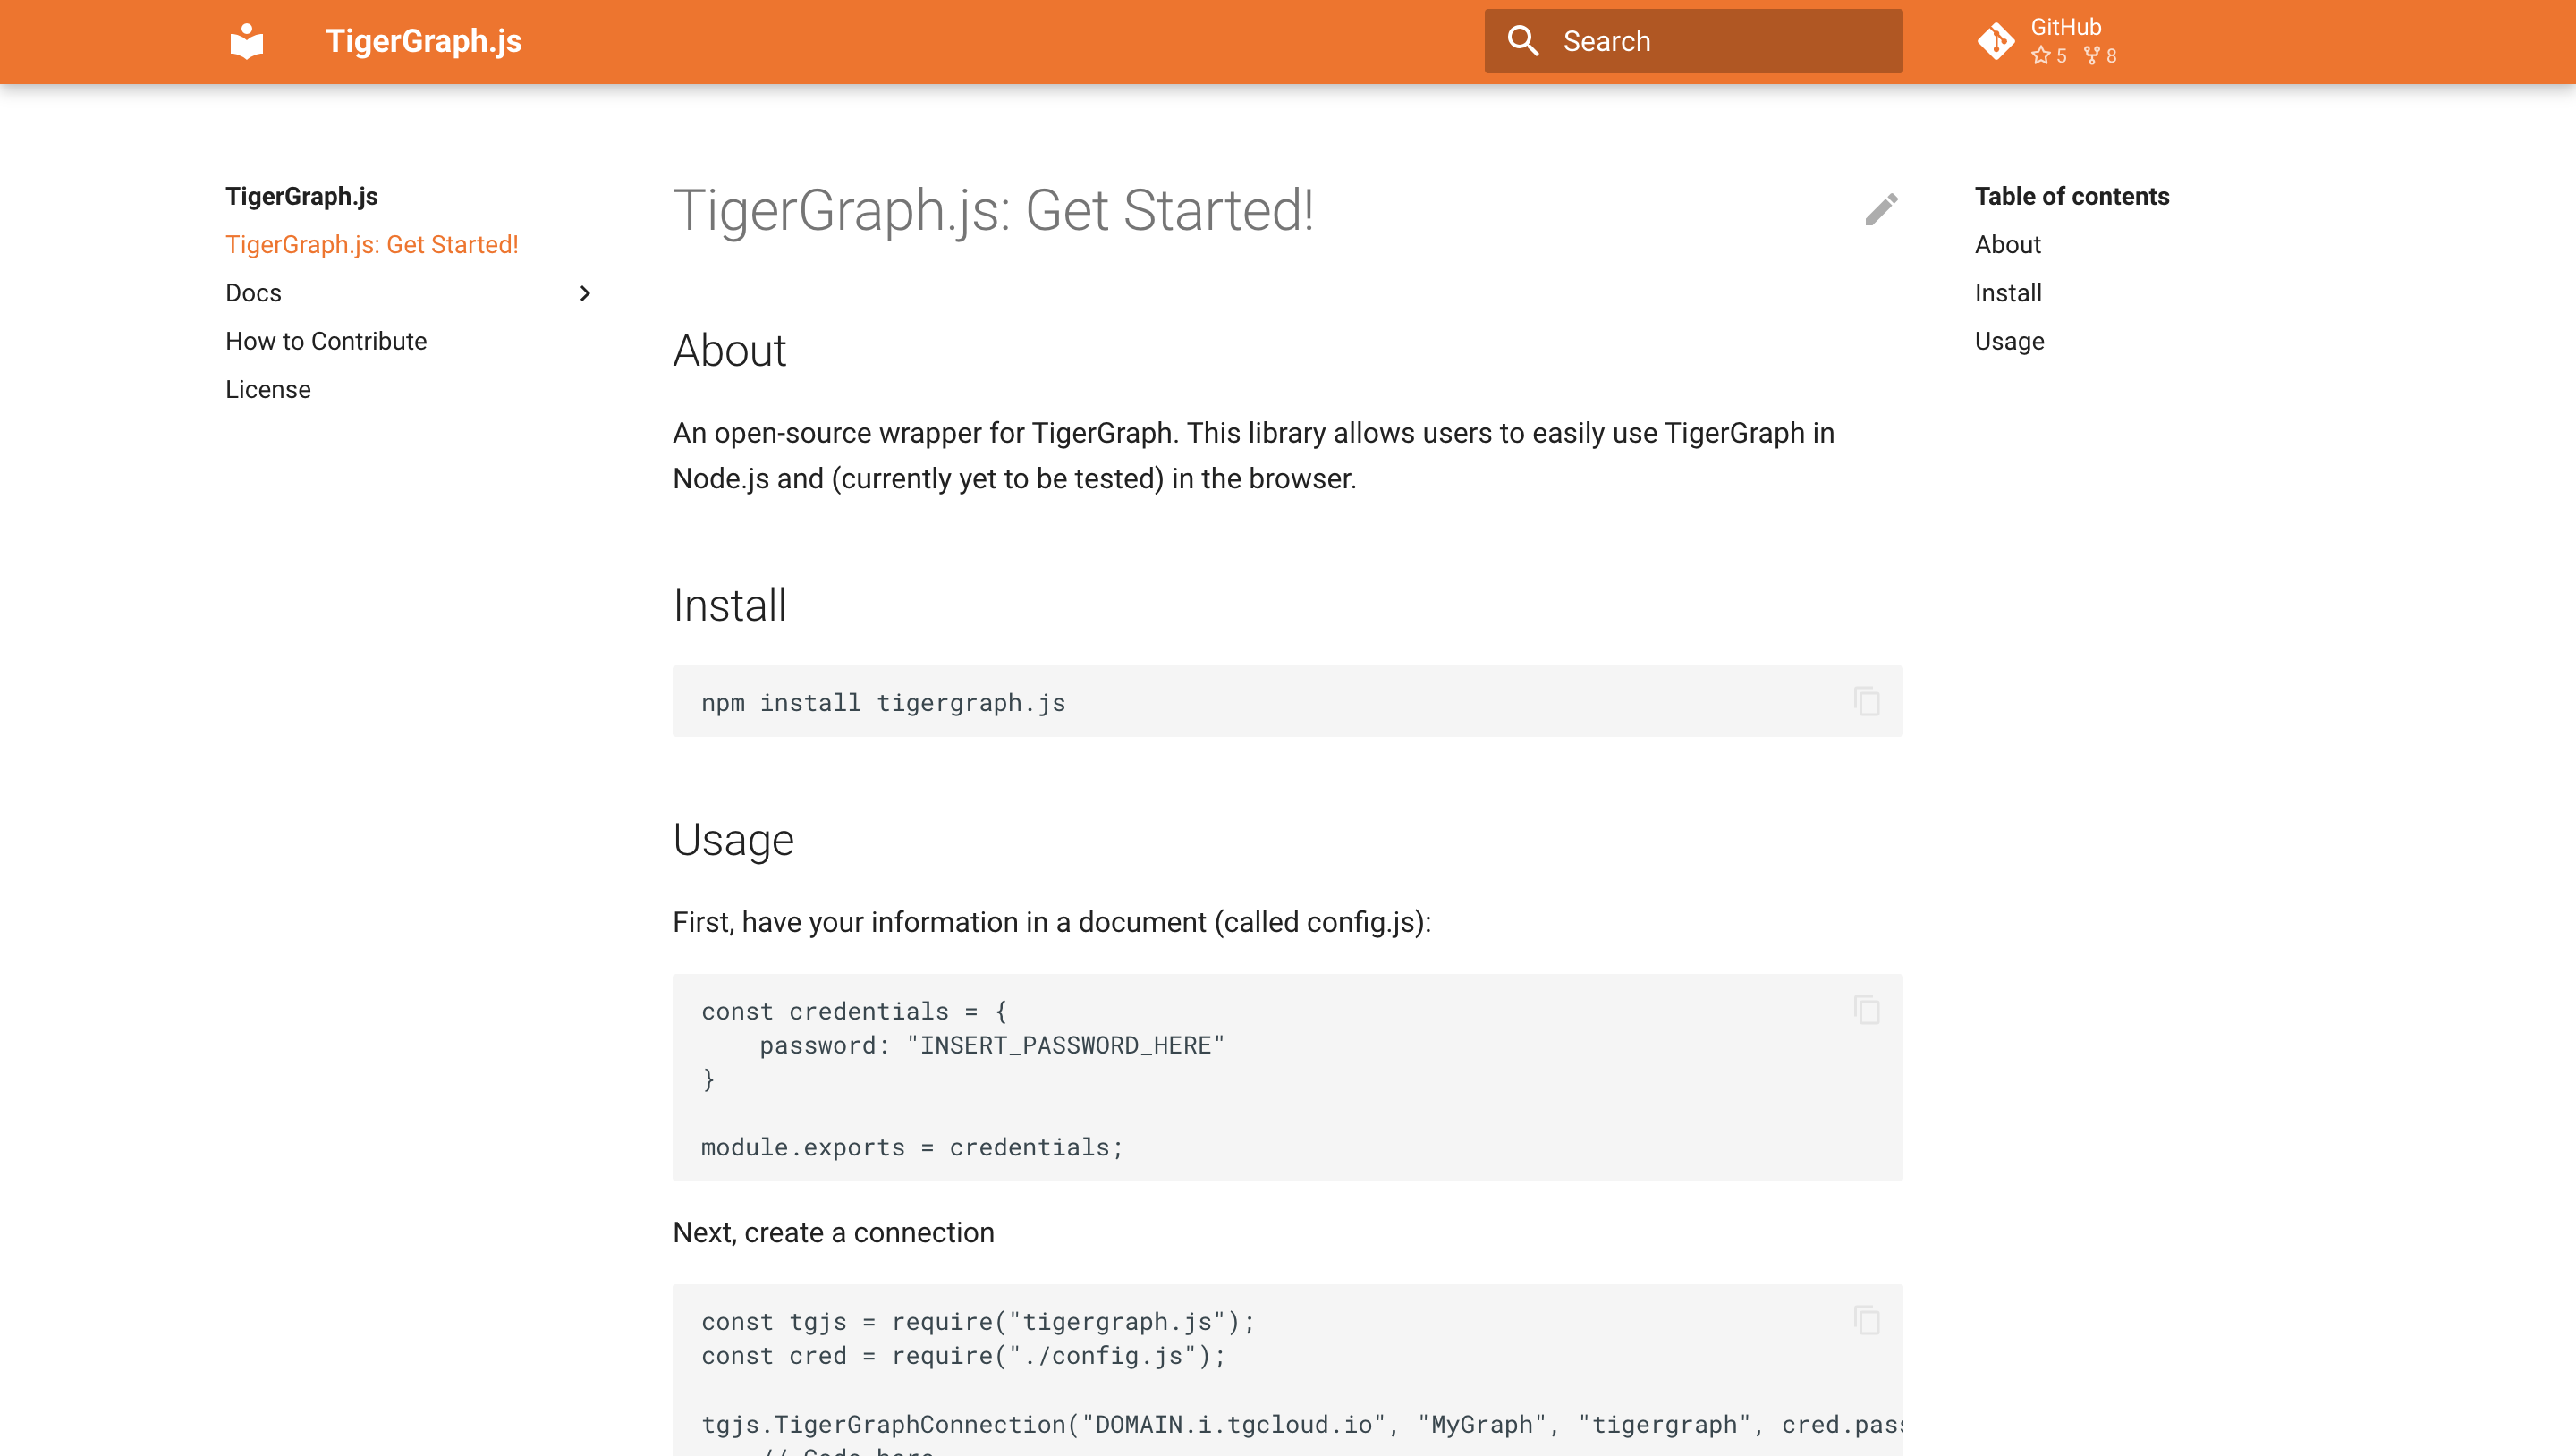 TigerGraph.js
Search
GitHub
5 8
TigerGraph.js
TigerGraph.js: Get Started!
Docs
How to Contribute
License
TigerGraph.js: Get Started!
About
An open-source wrapper for TigerGraph. This library allows users to easily use TigerGraph in
Node.js and (currently yet to be tested) in the browser.
Install
npm install tigergraph.js
Usage
First, have your information in a document (called config.js):
const credentials = {
    password: "INSERT_PASSWORD_HERE"
}
module.exports = credentials;
Next, create a connection
const tgjs = require("tigergraph.js");
const cred = require("./config.js");
tgjs.TigerGraphConnection("DOMAIN.i.tgcloud.io", "MyGraph", "tigergraph", cred.pass
    // Code here
Table of contents
About
Install
Usage